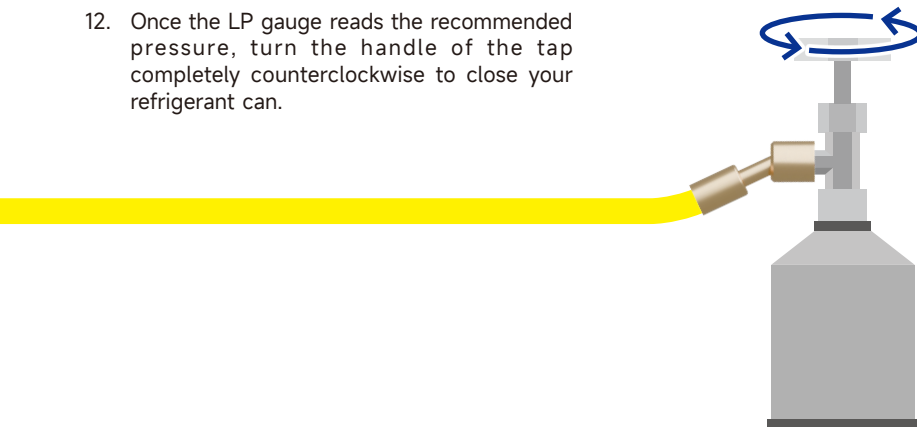 12. Once the LP gauge reads the recommended
pressure, turn the handle of the tap
completely counterclockwise to close your
refrigerant can.